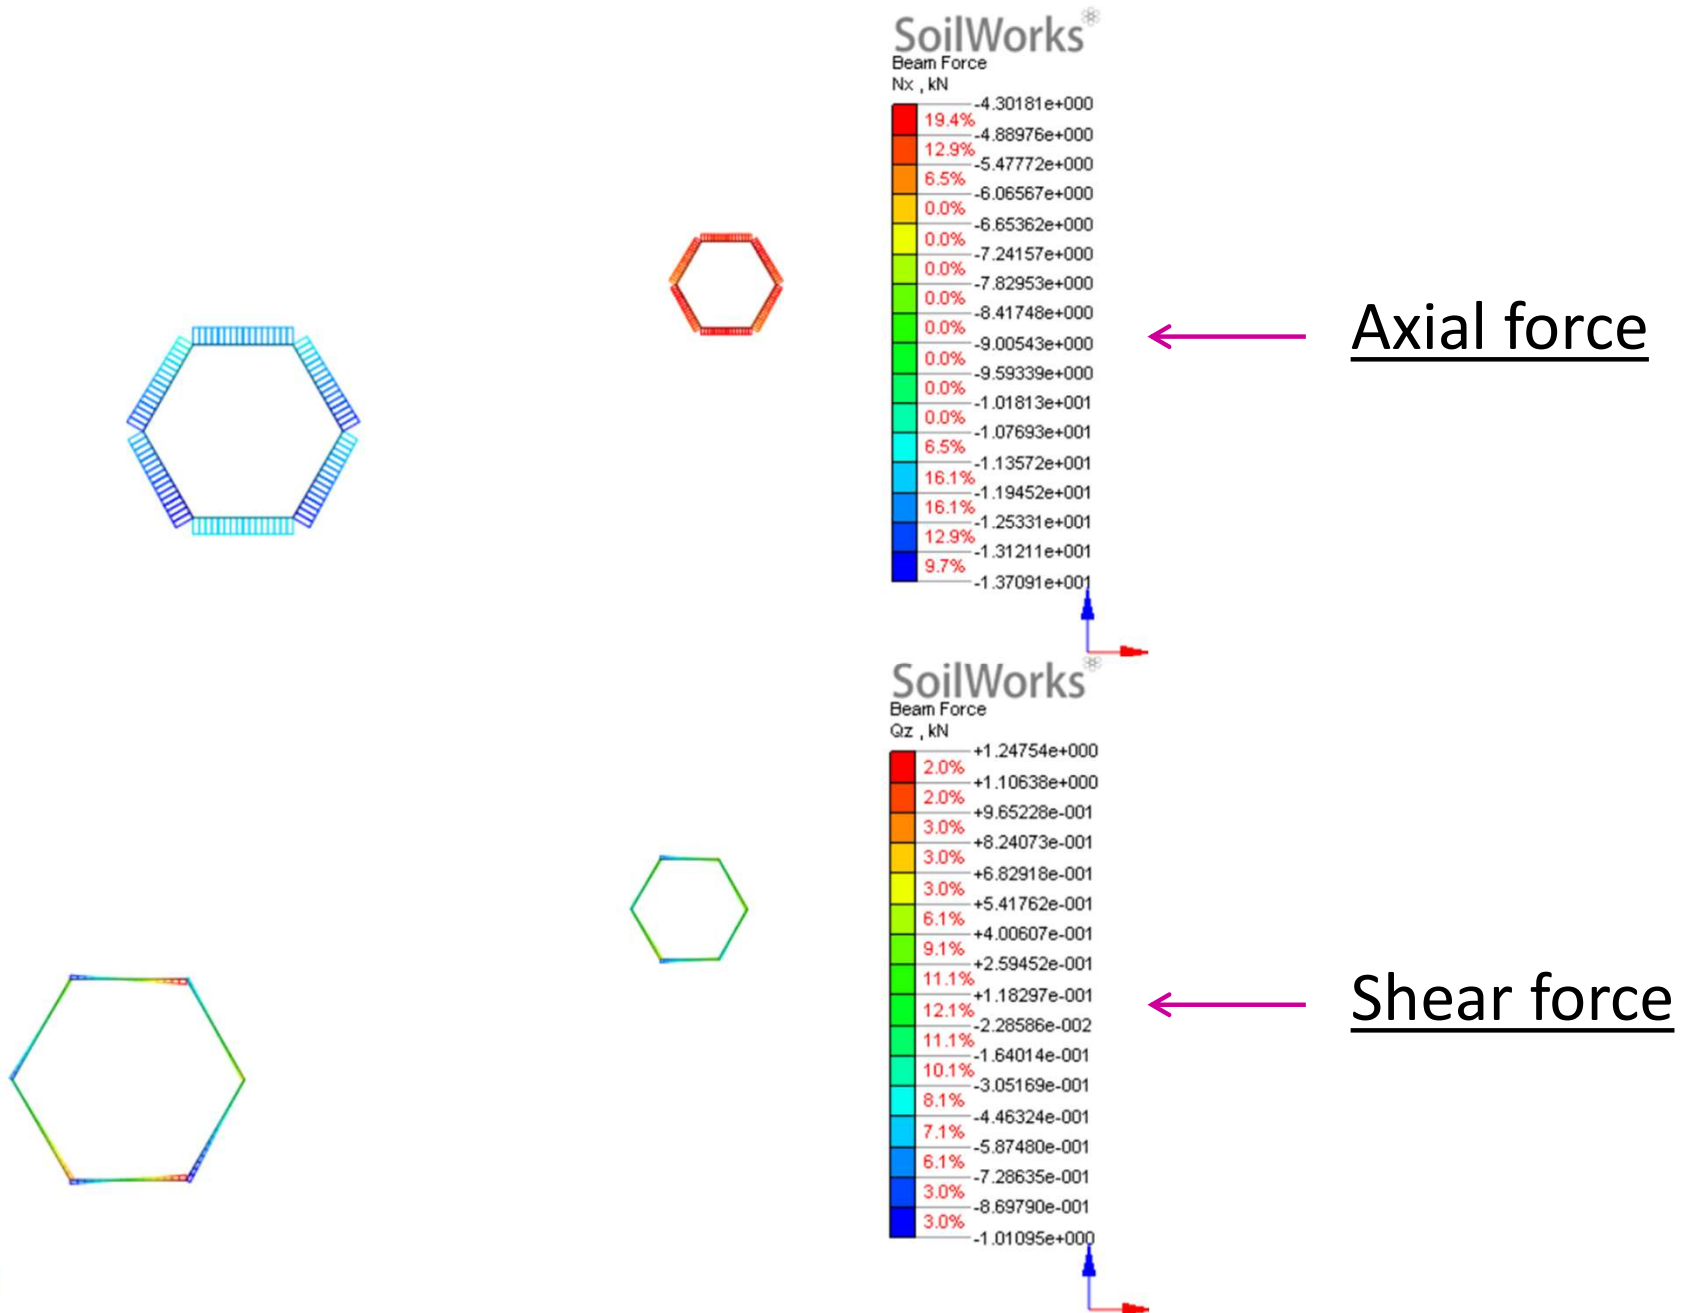 SoilWorks
Beam Force
Nx , kN
-4.30181e+000
19.4%
-4.88976e+000
12.9%
-5.47772e+000
6.5%
-6.06567e+000
0.0%
-6.65362e+000
0.0%
-7.24157e+000
0.0%
-7.82953e+000
0.0%
-8.41748e+000
0.0%
-9.00543e+000
0.0%
-9.59339e+000
0.0%
-1.01813e+001
0.0%
-1.07693e+001
6.5%
-1.13572e+001
16.1%
-1.19452e+001
16.1%
-1.25331e+001
12.9%
-1.31211e+001
9.7%
-1.37091e+001
Axial force
SoilWorks
Beam Force
Qz , kN
+1.24754e+000
2.0%
+1.10638e+000
2.0%
+9.65228e-001
3.0%
+8.24073e-001
3.0%
+6.82918e-001
3.0%
+5.41762e-001
6.1%
+4.00607e-001
9.1%
+2.59452e-001
11.1%
+1.18297e-001
12.1%
-2.28586e-002
11.1%
-1.64014e-001
10.1%
-3.05169e-001
8.1%
-4.46324e-001
7.1%
-5.87480e-001
6.1%
-7.28635e-001
3.0%
-8.69790e-001
3.0%
-1.01095e+000
Shear force